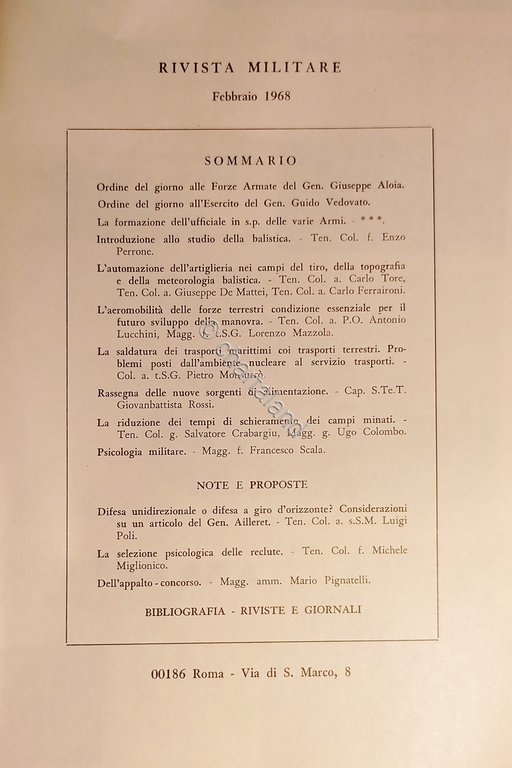 RIVISTA MILITARE
Febbraio 1968
SOMMARIO
Ordine del giorno alle Forze Armate del Gen. Giuseppe Aloia.
Ordine del giorno all'Esercito del Gen. Guido Vedovato.
La formazione dell'ufficiale in s.p. delle varie Armi. - * * *.
Introduzione allo studio della balistica. - Ten. Col. f. Enzo
Perrone.
L'automazione dell'artiglieria nei campi del tiro, della topografia
e della meteorologia balistica. - Ten. Col. a. Carlo Tore,
Ten. Col. a. Giuseppe De Mattei, Ten. Col. a. Carlo Ferraironi.
L'aeromobilità delle forze terrestri condizione essenziale per il
futuro sviluppo della manovra. - Ten. Col. a. P.O. Antonio
Lucchini, Magg. t.S.G. Lorenzo Mazzola.
La saldatura dei trasporti marittimi coi trasporti terrestri. Pro-
blemi posti dall'ambiente nucleare al servizio trasporti. -
Col. a. t.S.G. Pietro
Rassegna delle nuove sorgenti di alimentazione. - Cap. S.Te.T.
Giovanbattista Rossi.
La riduzione dei tempi di schieramento dei campi minati. -
Ten. Col. g. Salvatore Crabargiu, Magg. g. Ugo Colombo.
Psicologia militare. - Magg. f. Francesco Scala.
NOTE E PROPOSTE
Difesa unidirezionale o difesa a giro d'orizzonte? Considerazioni
su un articolo del Gen. Ailleret. - Ten. Col. a. s.S.M. Luigi
Poli.
La selezione psicologica delle reclute. - Ten. Col. f. Michele
Miglionico.
Dell'appalto - concorso. - Magg. amm. Mario Pignatelli.
BIBLIOGRAFIA - RIVISTE E GIORNALI
00186 Roma - Via di S. Marco, 8